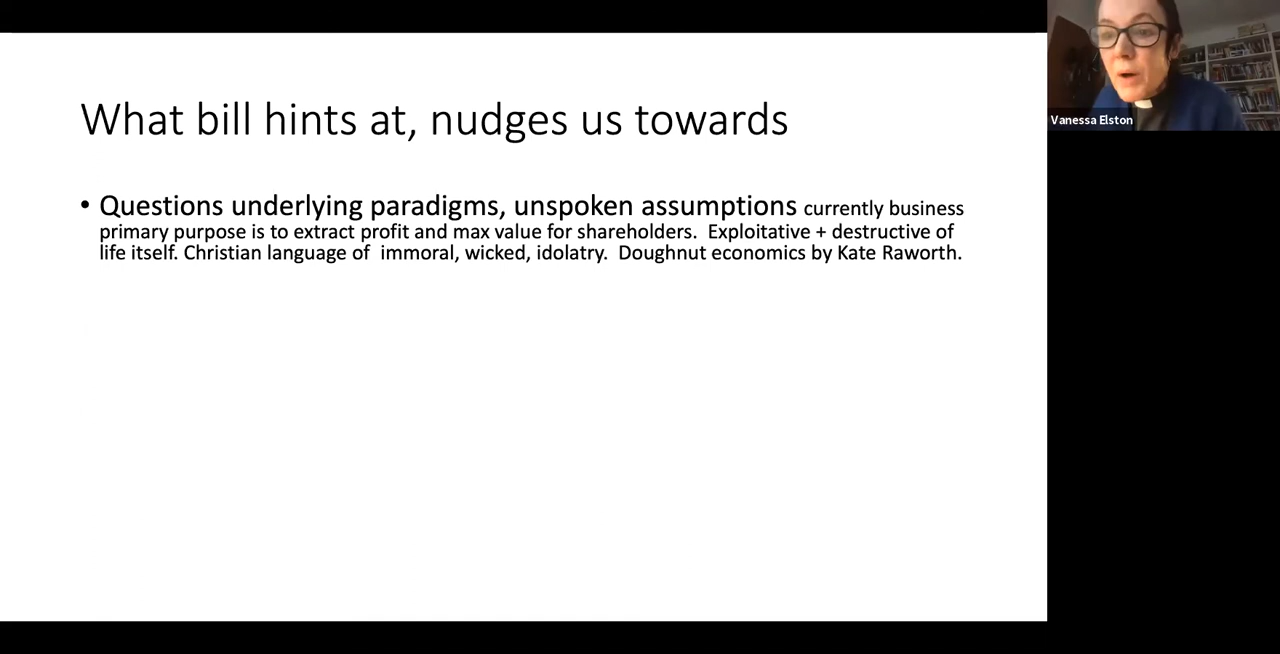 What bill hints at, nudges us towards
• Questions underlying paradigms, unspoken assumptions currently business
primary purpose is to extract profit and max value for shareholders.  Exploitative + destructive of
life itself. Christian language of  immoral, wicked, idolatry.  Doughnut economics by Kate Raworth.
Vanessa Elston